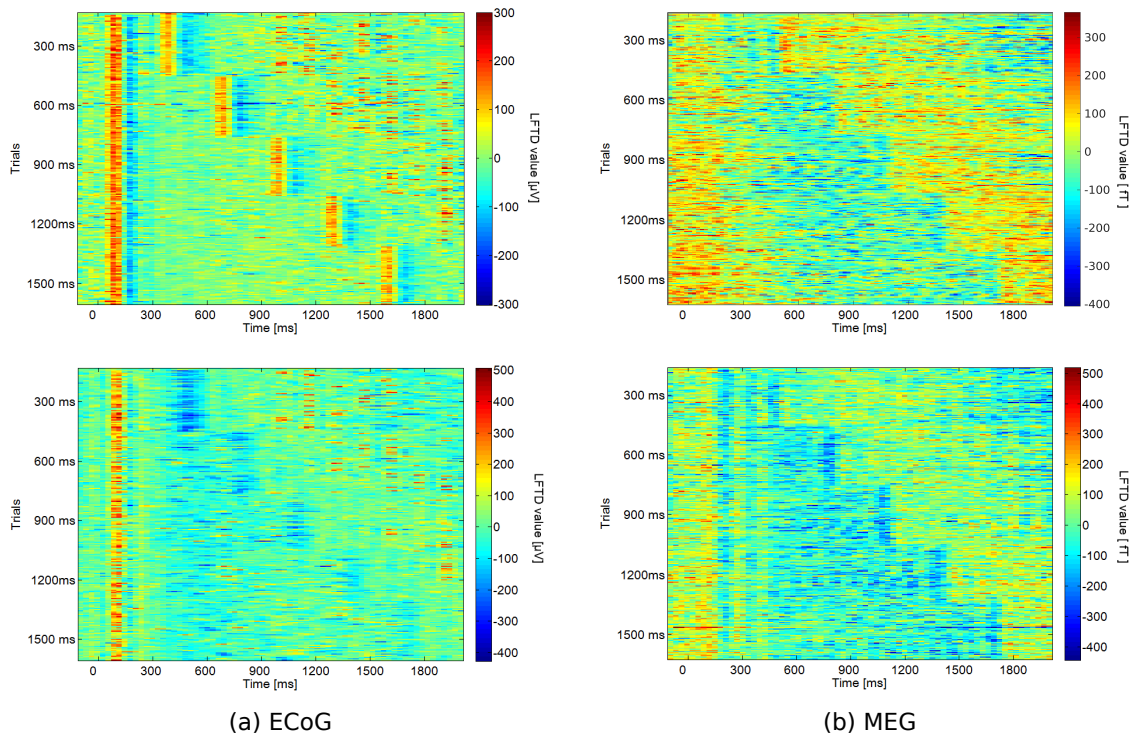 300 ms
600 ms
900 ms
1200ms
1500 ms
Trials
0 300 600 900 1200 1500 1800
Time [ms]
300
200
100
0
-100
-200
-300
LFTD value [µV]
300 ms
600 ms
900 ms
1200ms
1500 ms
Trials
0 300 600 900 1200 1500 1800
Time [ms]
300
200
100
0
-100
-200
-300
-400
LFTD value [ fT]
300 ms
600 ms
900 ms
1200ms
1500 ms
Trials
0 300 600 900 1200 1500 1800
Time [ms]
500
400
300
200
100
0
-100
-200
-300
-400
LFTD value [µV]
300 ms
600 ms
900 ms
1200ms
1500 ms
Trials
0 300 600 900 1200 1500 1800
Time [ms]
500
400
300
200
100
0
-100
-200
-300
-400
LFTD value [ fT]
(a) ECoG
(b) MEG